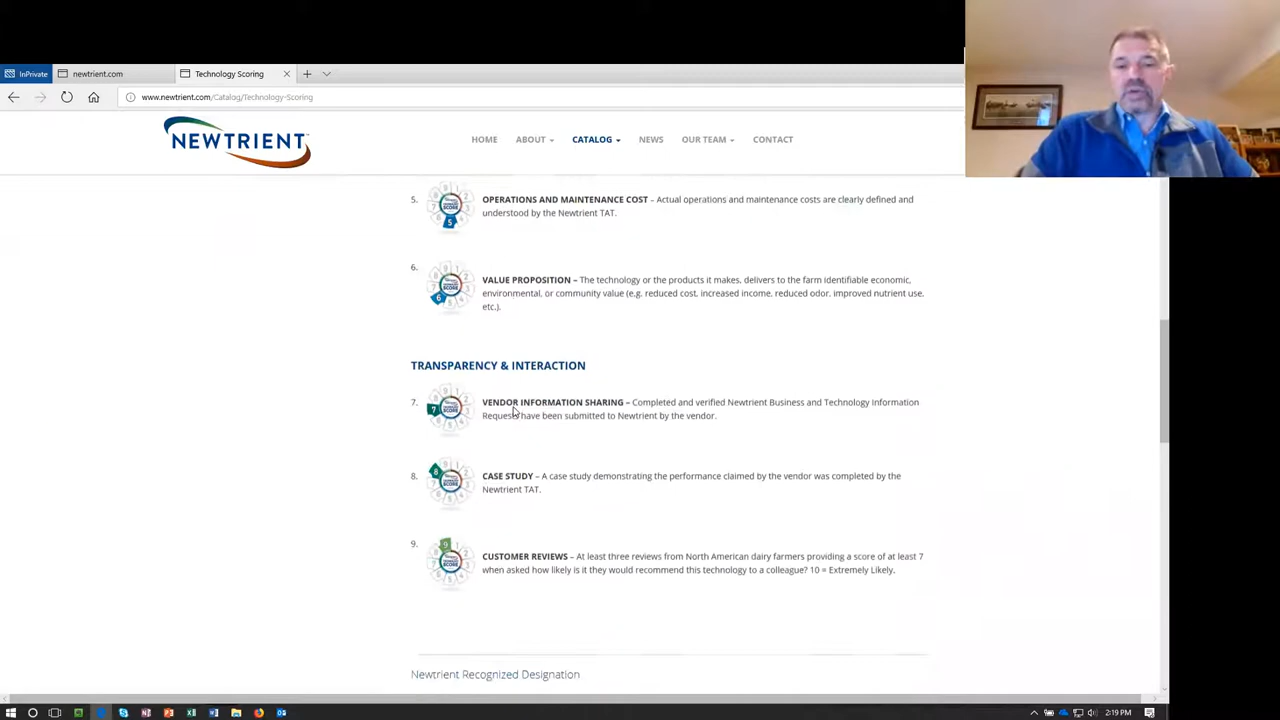 InPrivate
newtrient.com
Technology Scoring
www.newtrient.com/Catalog/Technology-Scoring
NEWTRIENT
HOME
ABOUT
CATALOG
NEWS
OUR TEAM
CONTACT
5.
5
OPERATIONS AND MAINTENANCE COST – Actual operations and maintenance costs are clearly defined and
understood by the Newtrient TAT.
6.
6
VALUE PROPOSITION – The technology or the products it makes, delivers to the farm identifiable economic,
environmental, or community value (e.g. reduced cost, increased income, reduced odor, improved nutrient use,
etc.).
TRANSPARENCY & INTERACTION
7.
7
VENDOR INFORMATION SHARING – Completed and verified Newtrient Business and Technology Information
Requests have been submitted to Newtrient by the vendor.
8.
8
CASE STUDY – A case study demonstrating the performance claimed by the vendor was completed by the
Newtrient TAT.
9.
9
CUSTOMER REVIEWS – At least three reviews from North American dairy farmers providing a score of at least 7
when asked how likely is it they would recommend this technology to a colleague? 10 = Extremely Likely.
Newtrient Recognized Designation
2:19 PM